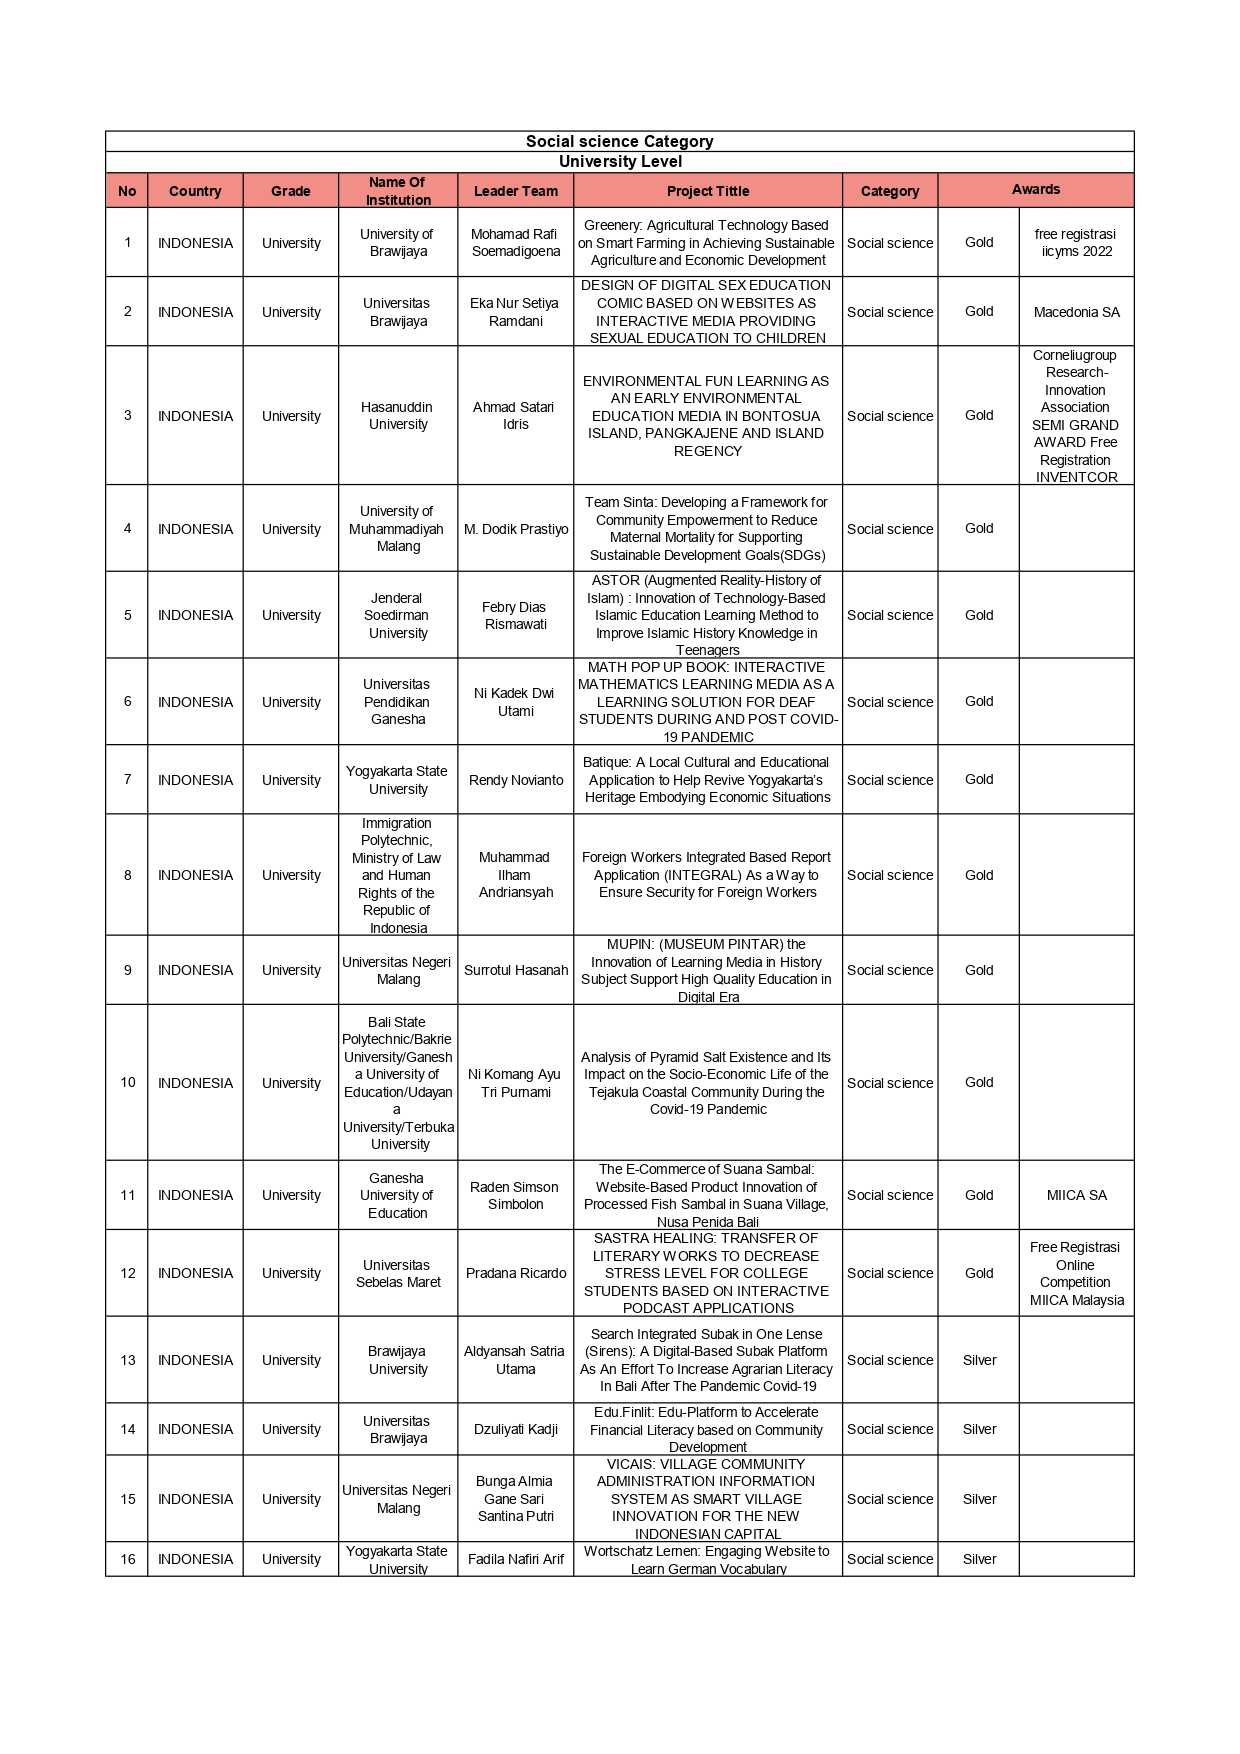 Social science Category
University Level
No Country Grade Name Of Institution Leader Team Project Tittle Category Awards
1 INDONESIA University University of Brawijaya Mohamad Rafi Soemadigoena Greenery: Agricultural Technology Based on Smart Farming in Achieving Sustainable Agriculture and Economic Development Social science Gold free registrasi iicyms 2022
2 INDONESIA University Universitas Brawijaya Eka Nur Setiya Ramdani DESIGN OF DIGITAL SEX EDUCATION COMIC BASED ON WEBSITES AS INTERACTIVE MEDIA PROVIDING SEXUAL EDUCATION TO CHILDREN Social science Gold Macedonia SA
3 INDONESIA University Hasanuddin University Ahmad Satari Idris ENVIRONMENTAL FUN LEARNING AS AN EARLY ENVIRONMENTAL EDUCATION MEDIA IN BONTOSUA ISLAND, PANGKAJENE AND ISLAND REGENCY Social science Gold Corneliugroup Research-Innovation Association SEMI GRAND AWARD Free Registration INVENTCOR
4 INDONESIA University University of Muhammadiyah Malang M. Dodik Prastiyo Team Sinta: Developing a Framework for Community Empowerment to Reduce Maternal Mortality for Supporting Sustainable Development Goals(SDGs) Social science Gold
5 INDONESIA University Jenderal Soedirman University Febry Dias Rismawati ASTOR (Augmented Reality-History of Islam) : Innovation of Technology-Based Islamic Education Learning Method to Improve Islamic History Knowledge in Teenagers Social science Gold
6 INDONESIA University Universitas Pendidikan Ganesha Ni Kadek Dwi Utami MATH POP UP BOOK: INTERACTIVE MATHEMATICS LEARNING MEDIA AS A LEARNING SOLUTION FOR DEAF STUDENTS DURING AND POST COVID-19 PANDEMIC Social science Gold
7 INDONESIA University Yogyakarta State University Rendy Novianto Batique: A Local Cultural and Educational Application to Help Revive Yogyakarta's Heritage Embodying Economic Situations Social science Gold
8 INDONESIA University Immigration Polytechnic, Ministry of Law and Human Rights of the Republic of Indonesia Muhammad Ilham Andriansyah Foreign Workers Integrated Based Report Application (INTEGRAL) As a Way to Ensure Security for Foreign Workers Social science Gold
9 INDONESIA University Universitas Negeri Malang Surrotul Hasanah MUPIN: (MUSEUM PINTAR) the Innovation of Learning Media in History Subject Support High Quality Education in Digital Era Social science Gold
10 INDONESIA University Bali State Polytechnic/Bakrie University/Ganesha University of Education/Udayana University/Terbuka University Ni Komang Ayu Tri Purnami Analysis of Pyramid Salt Existence and Its Impact on the Socio-Economic Life of the Tejakula Coastal Community During the Covid-19 Pandemic Social science Gold
11 INDONESIA University Ganesha University of Education Raden Simson Simbolon The E-Commerce of Suana Sambal: Website-Based Product Innovation of Processed Fish Sambal in Suana Village, Nusa Penida Bali Social science Gold MIICA SA
12 INDONESIA University Universitas Sebelas Maret Pradana Ricardo SASTRA HEALING: TRANSFER OF LITERARY WORKS TO DECREASE STRESS LEVEL FOR COLLEGE STUDENTS BASED ON INTERACTIVE PODCAST APPLICATIONS Social science Gold Free Registrasi Online Competition MIICA Malaysia
13 INDONESIA University Brawijaya University Aldyansah Satria Utama Search Integrated Subak in One Lense (Sirens): A Digital-Based Subak Platform As An Effort To Increase Agrarian Literacy In Bali After The Pandemic Covid-19 Social science Silver
14 INDONESIA University Universitas Brawijaya Dzuliyati Kadji Edu.Finlit: Edu-Platform to Accelerate Financial Literacy based on Community Development Social science Silver
15 INDONESIA University Universitas Negeri Malang Bunga Almia Gane Sari Santina Putri VICAIS: VILLAGE COMMUNITY ADMINISTRATION INFORMATION SYSTEM AS SMART VILLAGE INNOVATION FOR THE NEW INDONESIAN CAPITAL Social science Silver
16 INDONESIA University Yogyakarta State University Fadila Nafiri Arif Wortschatz Lernen: Engaging Website to Learn German Vocabulary Social science Silver